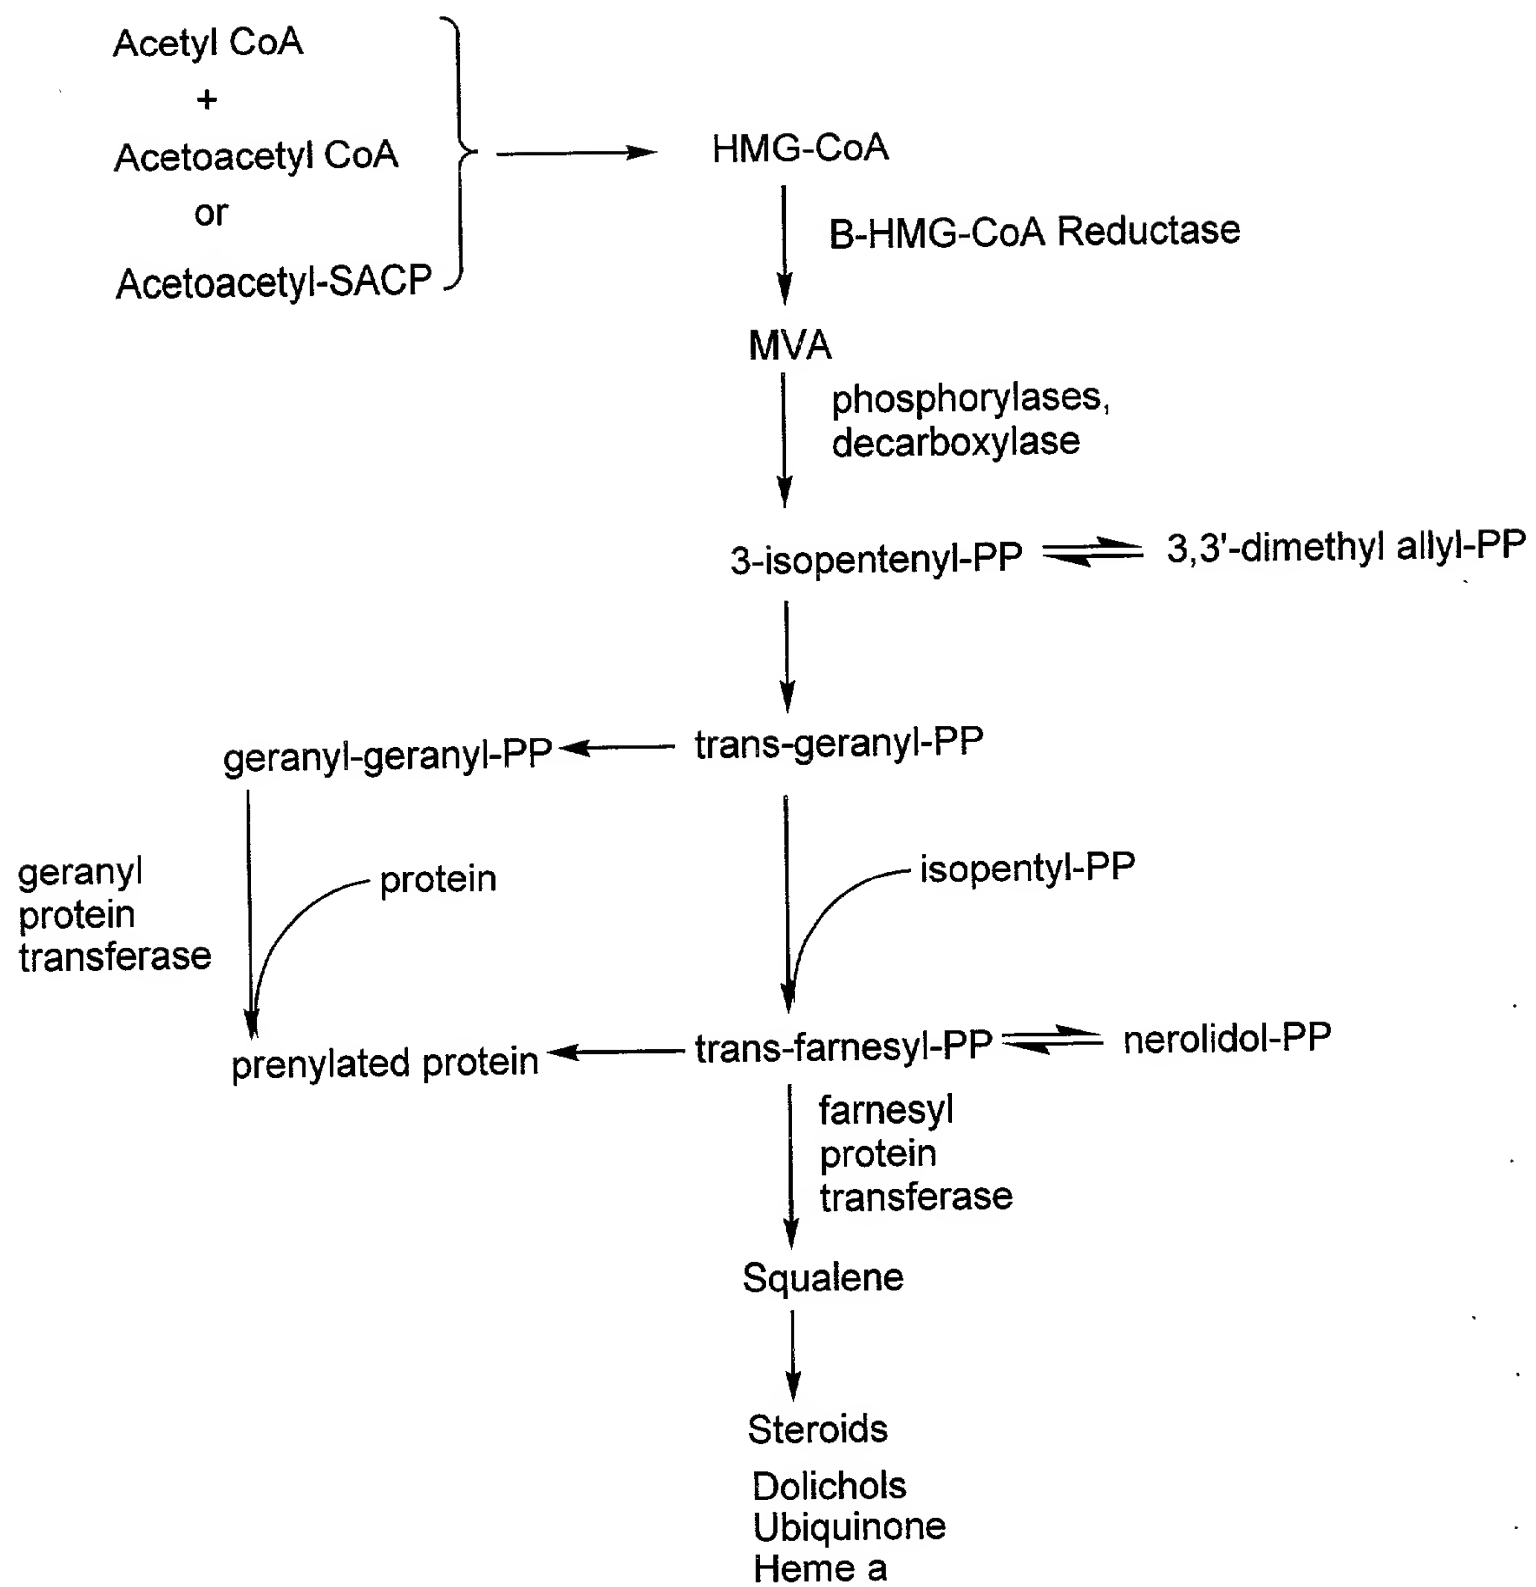 Acetyl CoA
+
Acetoacetyl CoA
or
Acetoacetyl-SACP
HMG-CoA
B-HMG-CoA Reductase
MVA
phosphorylases,
decarboxylase
3-isopentenyl-PP
3,3'-dimethyl allyl-PP
geranyl-geranyl-PP
trans-geranyl-PP
geranyl
protein
transferase
protein
isopentyl-PP
prenylated protein
trans-farnesyl-PP
nerolidol-PP
farnesyl
protein
transferase
Squalene
Steroids
Dolichols
Ubiquinone
Heme a